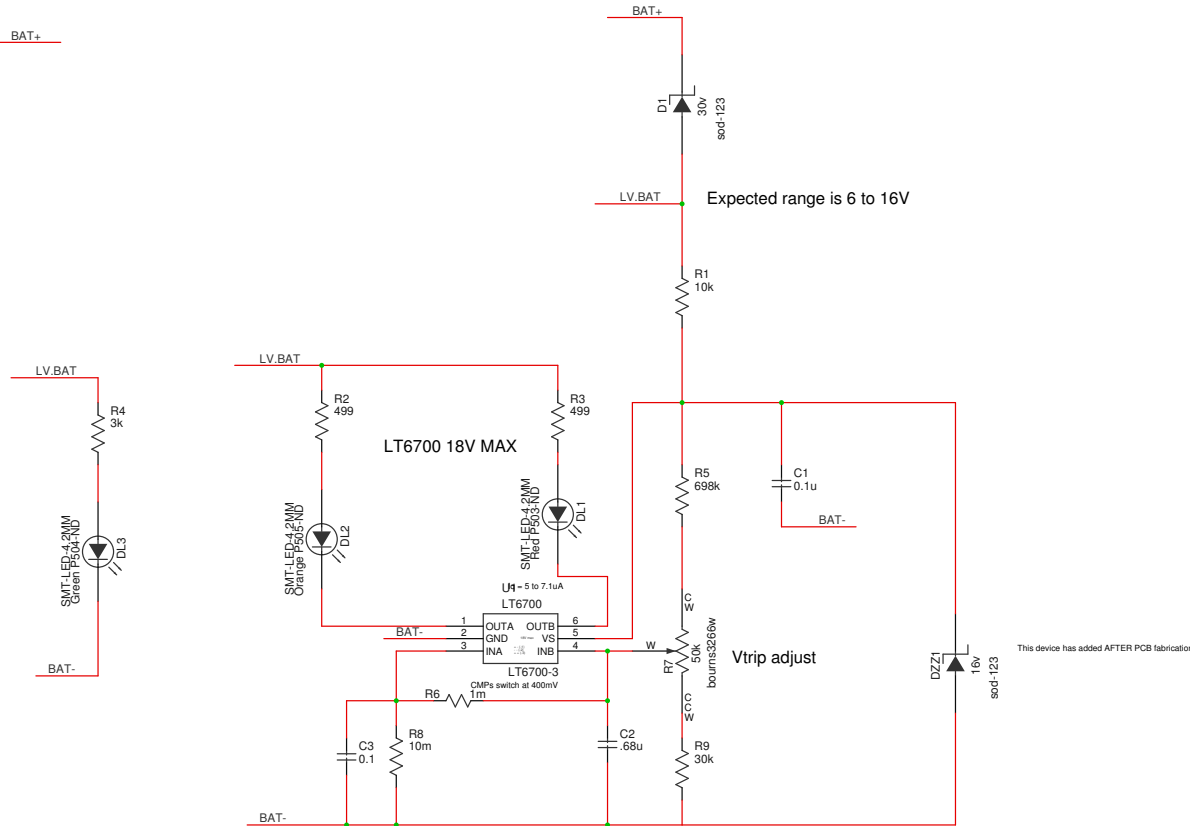 BAT+
BAT+
D1
30v
sod-123
LV.BAT
Expected range is 6 to 16V
R1
10k
LV.BAT
LV.BAT
R4
3k
R2
499
R3
499
LT6700 18V MAX
R5
698k
C1
0.1u
BAT-
SMT-LED-4.2MM
Green P504-ND
DL3
SMT-LED-4.2MM
Orange P505-ND
DL2
SMT-LED-4.2MM
Red P503-ND
DL1
U1
5 to 7.1uA
LT6700
CW
1
OUTA
OUTB
6
BAT-
2
GND
VS
5
3
INA
INB
4
W
R7
50k
bourns3266w
Vtrip adjust
LT6700-3
CMPs switch at 400mV
This device has added AFTER PCB fabrication
DZZ1
16v
sod-123
BAT-
R6
1m
CCW
C3
0.1
R8
10m
C2
.68u
R9
30k
BAT-